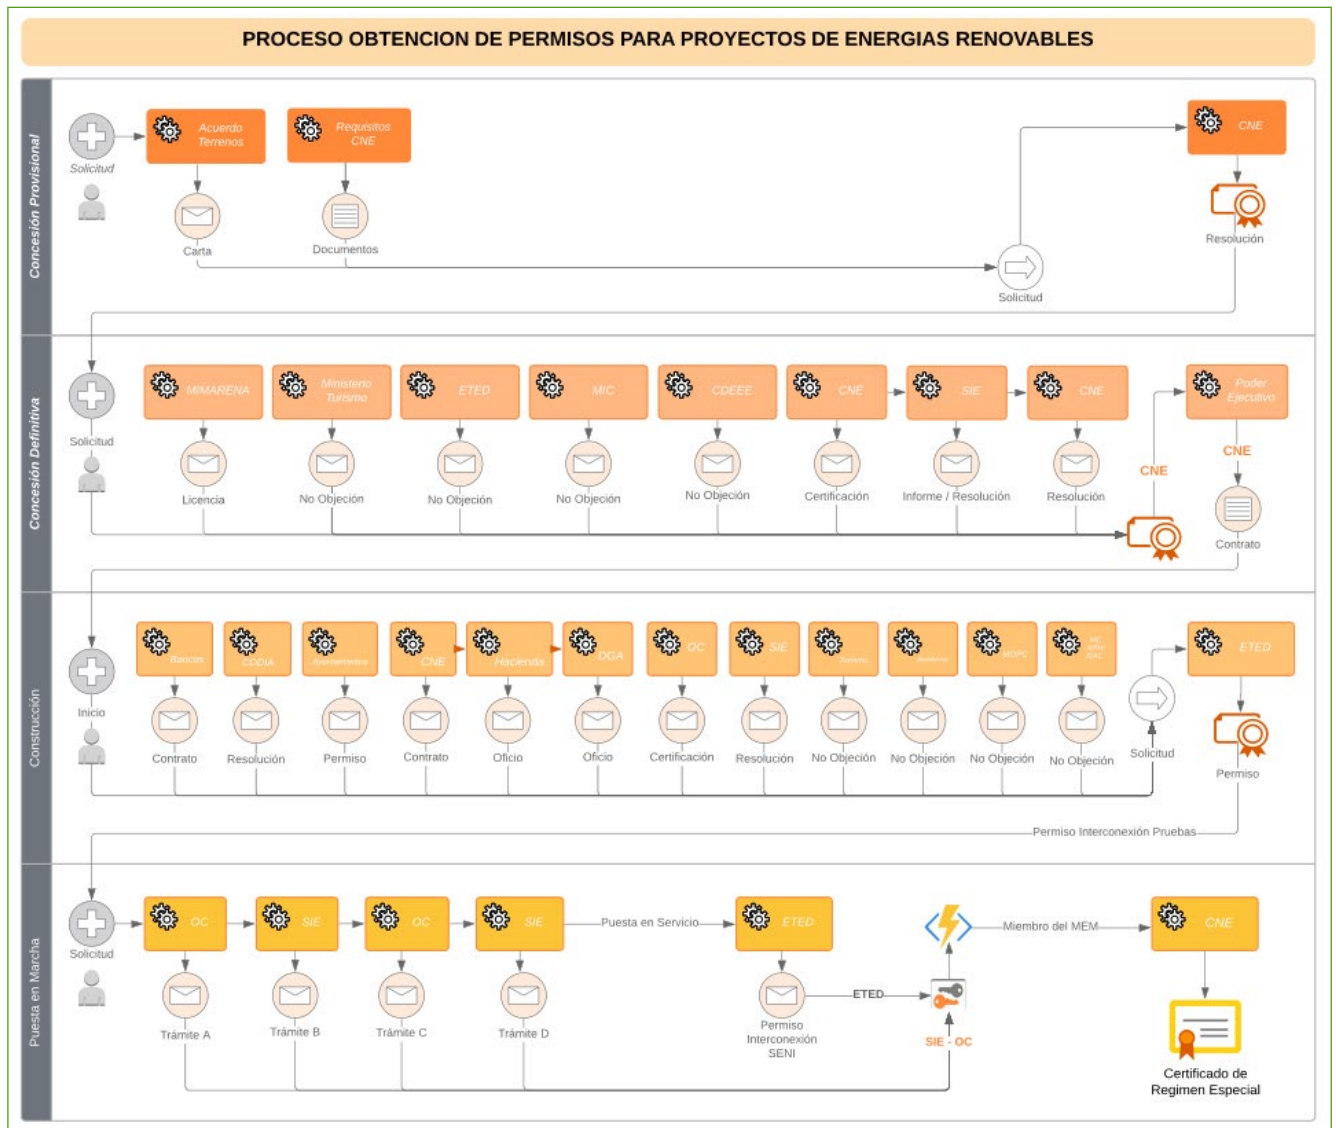 PROCESO OBTENCION DE PERMISOS PARA PROYECTOS DE ENERGIAS RENOVABLES
Concesión Provisional
Solicitud
Acuerdo
Terrenos
Requisitos
CNE
CNE
Carta
Documentos
Solicitud
Resolución
Concesión Definitiva
Solicitud
MIMARENA
Ministerio
Turismo
ETED
MIC
CDEEE
CNE
SIE
CNE
Poder
Ejecutivo
Licencia
No Objeción
No Objeción
No Objeción
No Objeción
Certificación
Informe / Resolución
Resolución
CNE
CNE
Contrato
Construcción
Inicio
Bancos
CODIA
Ayuntamientos
CNE
Hacienda
DGA
OC
SIE
Turismo
MOPC
ETED
Contrato
Resolución
Permiso
Contrato
Oficio
Oficio
Certificación
Resolución
No Objeción
No Objeción
No Objeción
No Objeción
Solicitud
Permiso
Permiso Interconexión Pruebas
Puesta en Marcha
Solicitud
OC
SIE
OC
SIE
Puesta en Servicio
ETED
Miembro del MEM
CNE
Trámite A
Trámite B
Trámite C
Trámite D
Permiso
Interconexión
SENI
ETED
SIE - OC
Certificado de
Regimen Especial